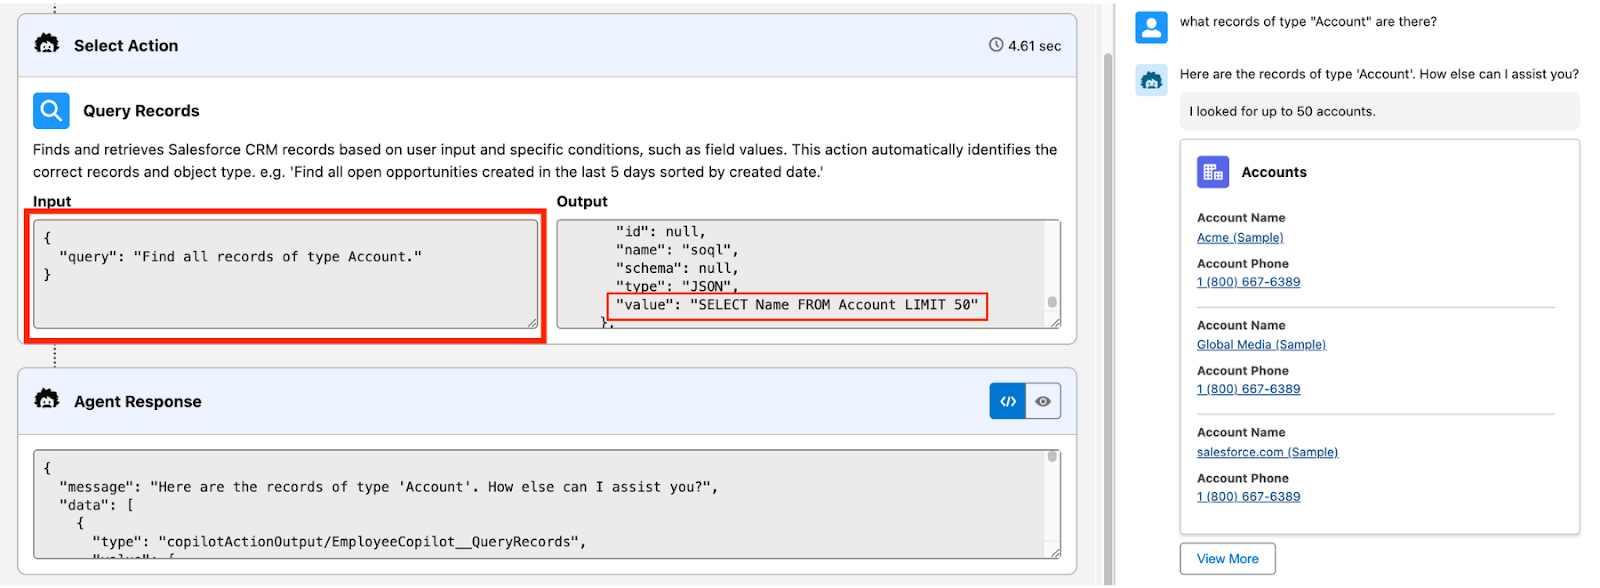 Select Action
4.61 sec
Query Records
Finds and retrieves Salesforce CRM records based on user input and specific conditions, such as field values. This action automatically identifies the
correct records and object type. e.g. 'Find all open opportunities created in the last 5 days sorted by created date.'
Input
{
"query": "Find all records of type Account."
}
Output
"id": null,
"name": "soql",
"schema": null,
"type": "JSON",
"value": "SELECT Name FROM Account LIMIT 50"
},
Agent Response
</>
{
"message": "Here are the records of type 'Account'. How else can I assist you?",
"data": [
{
"type": "copilotActionOutput/EmployeeCopilot__QueryRecords",
"value": {
what records of type "Account" are there?
Here are the records of type 'Account'. How else can I assist you?
I looked for up to 50 accounts.
Accounts
Account Name
Acme (Sample)
Account Phone
1 (800) 667-6389
Account Name
Global Media (Sample)
Account Phone
1 (800) 667-6389
Account Name
salesforce.com (Sample)
Account Phone
1 (800) 667-6389
View More